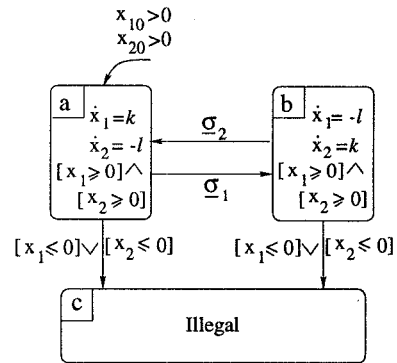 x₁₀>0
x₂₀>0
a
ẋ₁=k
ẋ₂= -l
[x₁⩾0]∧
[x₂⩾0]
σ₂
σ₁
b
ẋ₁= -l
ẋ₂=k
[x₁⩾0]∧
[x₂⩾0]
[x₁⩽0]∨[x₂⩽0]
[x₁⩽0]∨[x₂⩽0]
c
Illegal